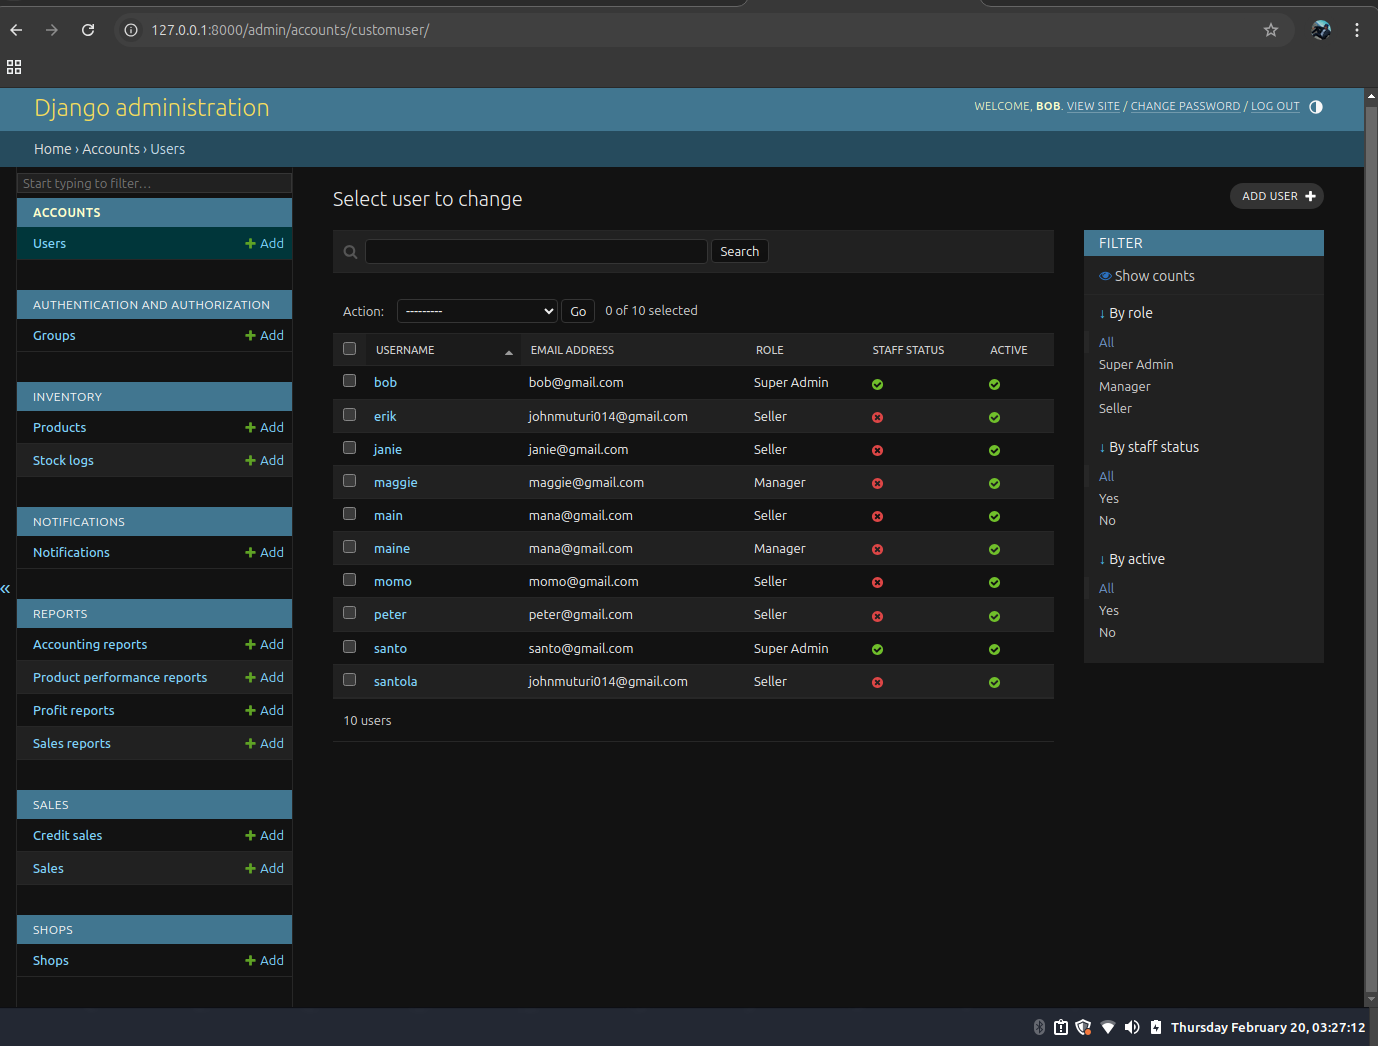 127.0.0.1:8000/admin/accounts/customuser/
Django administration
WELCOME, BOB. VIEW SITE / CHANGE PASSWORD / LOG OUT
Home › Accounts › Users
Start typing to filter...
ACCOUNTS
Users Add
AUTHENTICATION AND AUTHORIZATION
Groups Add
INVENTORY
Products Add
Stock logs Add
NOTIFICATIONS
Notifications Add
«
REPORTS
Accounting reports Add
Product performance reports Add
Profit reports Add
Sales reports Add
SALES
Credit sales Add
Sales Add
SHOPS
Shops Add
Select user to change
ADD USER
Search
Action: --------- Go 0 of 10 selected
USERNAME EMAIL ADDRESS ROLE STAFF STATUS ACTIVE
bob bob@gmail.com Super Admin
erik johnmuturi014@gmail.com Seller
janie janie@gmail.com Seller
maggie maggie@gmail.com Manager
main mana@gmail.com Seller
maine mana@gmail.com Manager
momo momo@gmail.com Seller
peter peter@gmail.com Seller
santo santo@gmail.com Super Admin
santola johnmuturi014@gmail.com Seller
10 users
FILTER
Show counts
↓ By role
All
Super Admin
Manager
Seller
↓ By staff status
All
Yes
No
↓ By active
All
Yes
No
Thursday February 20, 03:27:12